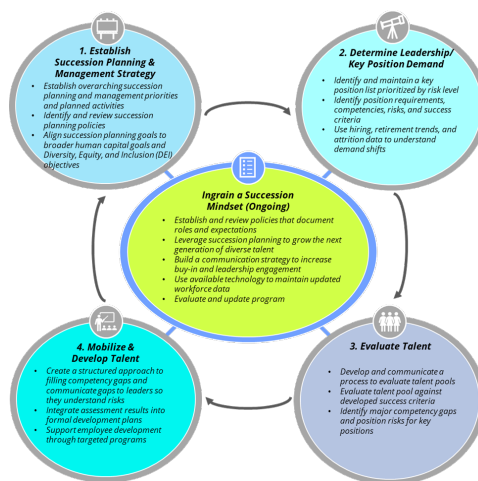 1. Establish
Succession Planning &
Management Strategy
• Establish overarching succession
planning and management priorities
and planned activities
• Identify and review succession
planning policies
• Align succession planning goals to
broader human capital goals and
Diversity, Equity, and Inclusion (DEI)
objectives
2. Determine Leadership/
Key Position Demand
• Identify and maintain a key
position list prioritized by risk level
• Identify position requirements,
competencies, risks, and success
criteria
• Use hiring, retirement trends, and
attrition data to understand
demand shifts
Ingrain a Succession
Mindset (Ongoing)
• Establish and review policies that document
roles and expectations
• Leverage succession planning to grow the next
generation of diverse talent
• Build a communication strategy to increase
buy-in and leadership engagement
• Use available technology to maintain updated
workforce data
• Evaluate and update program
3. Evaluate Talent
• Develop and communicate a
process to evaluate talent pools
• Evaluate talent pool against
developed success criteria
• Identify major competency gaps
and position risks for key
positions
4. Mobilize &
Develop Talent
• Create a structured approach to
filling competency gaps and
communicate gaps to leaders so
they understand risks
• Integrate assessment results into
formal development plans
• Support employee development
through targeted programs